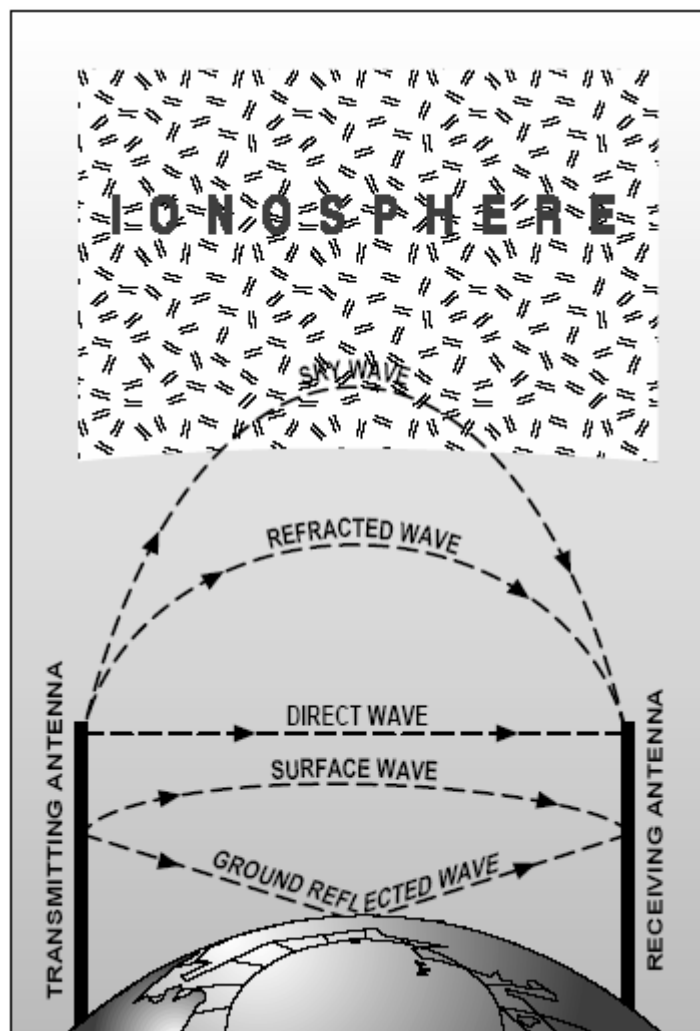 IONOSPHERE
SKY WAVE
REFRACTED WAVE
DIRECT WAVE
SURFACE WAVE
GROUND REFLECTED WAVE
TRANSMITTING ANTENNA
RECEIVING ANTENNA